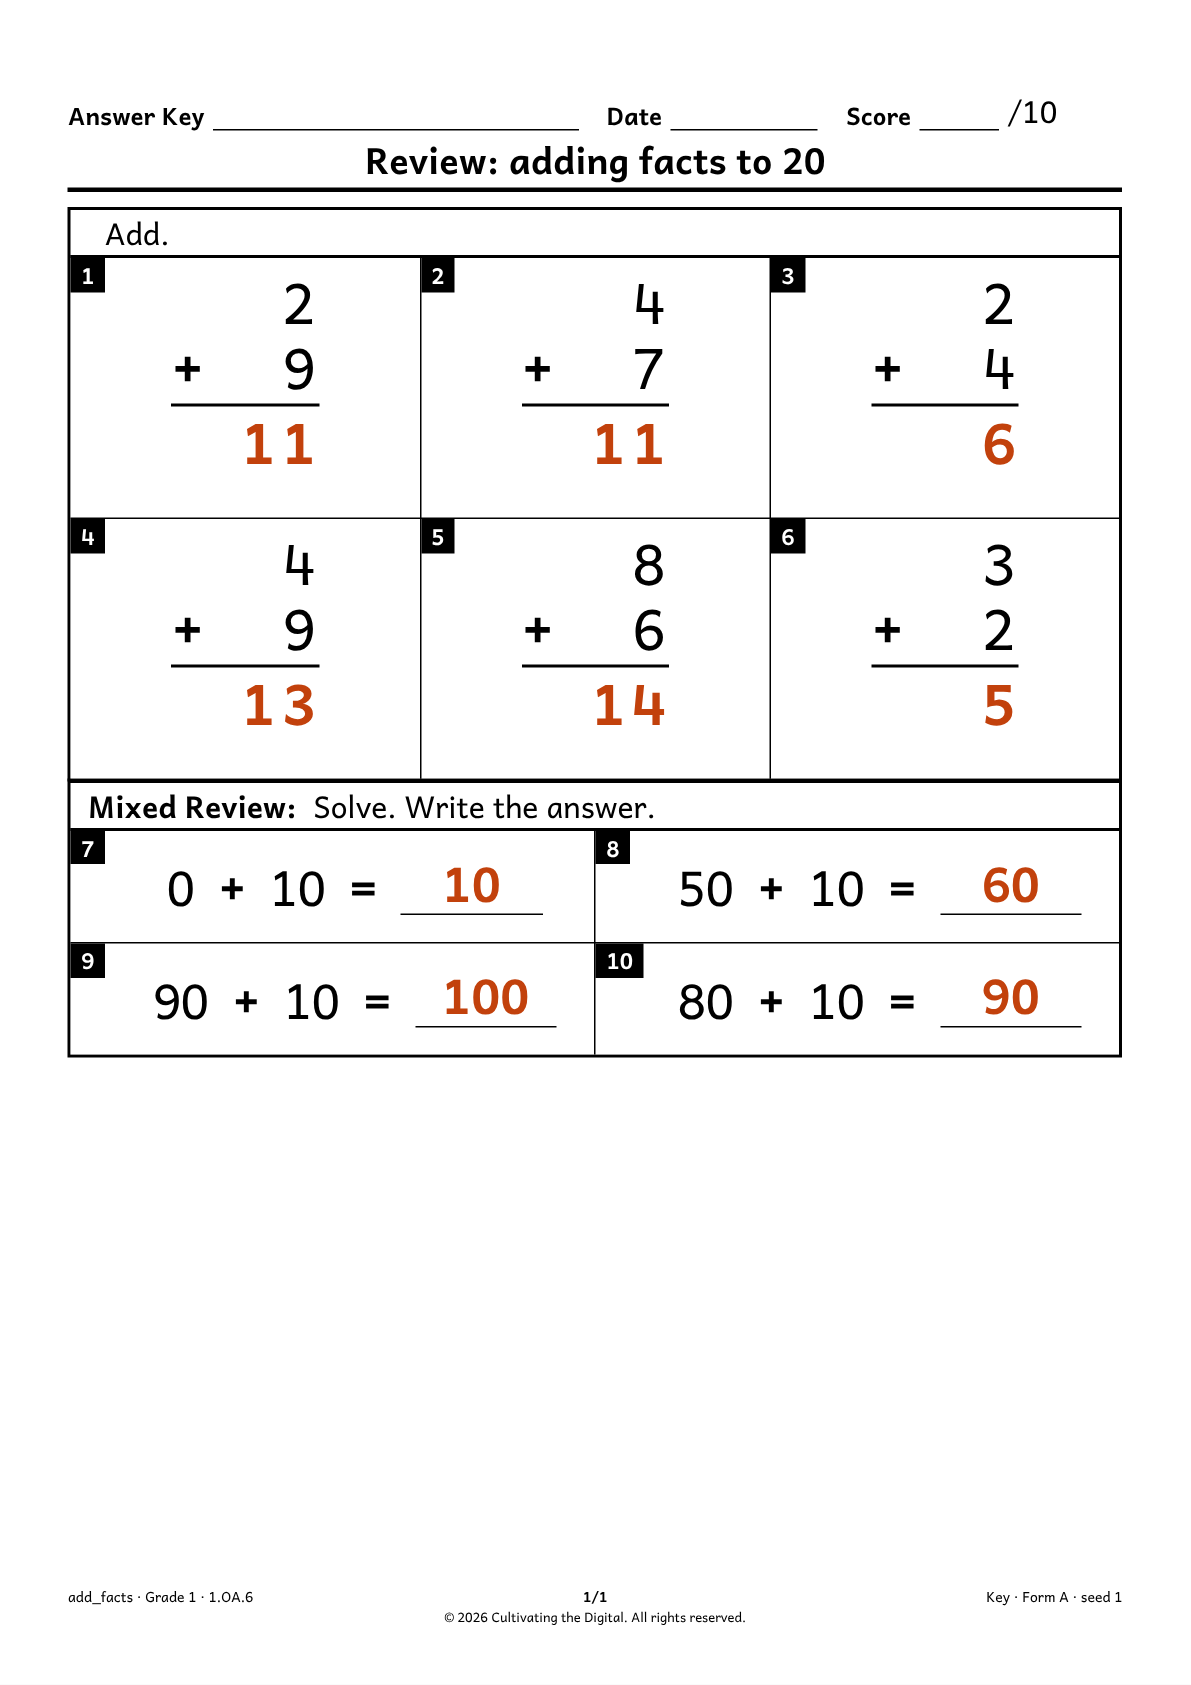 Answer Key ____ Date ____ Score ____ /10
Review: adding facts to 20
Add.
1 2 3
2 4 2
+ 9 + 7 + 4
11 11 6
4 5 6
4 8 3
+ 9 + 6 + 2
13 14 5
Mixed Review: Solve. Write the answer.
7 0 + 10 = 10 8 50 + 10 = 60
9 90 + 10 = 100 10 80 + 10 = 90
add_facts · Grade 1 · 1.OA.6 1/1 Key · Form A · seed 1
© 2026 Cultivating the Digital. All rights reserved.